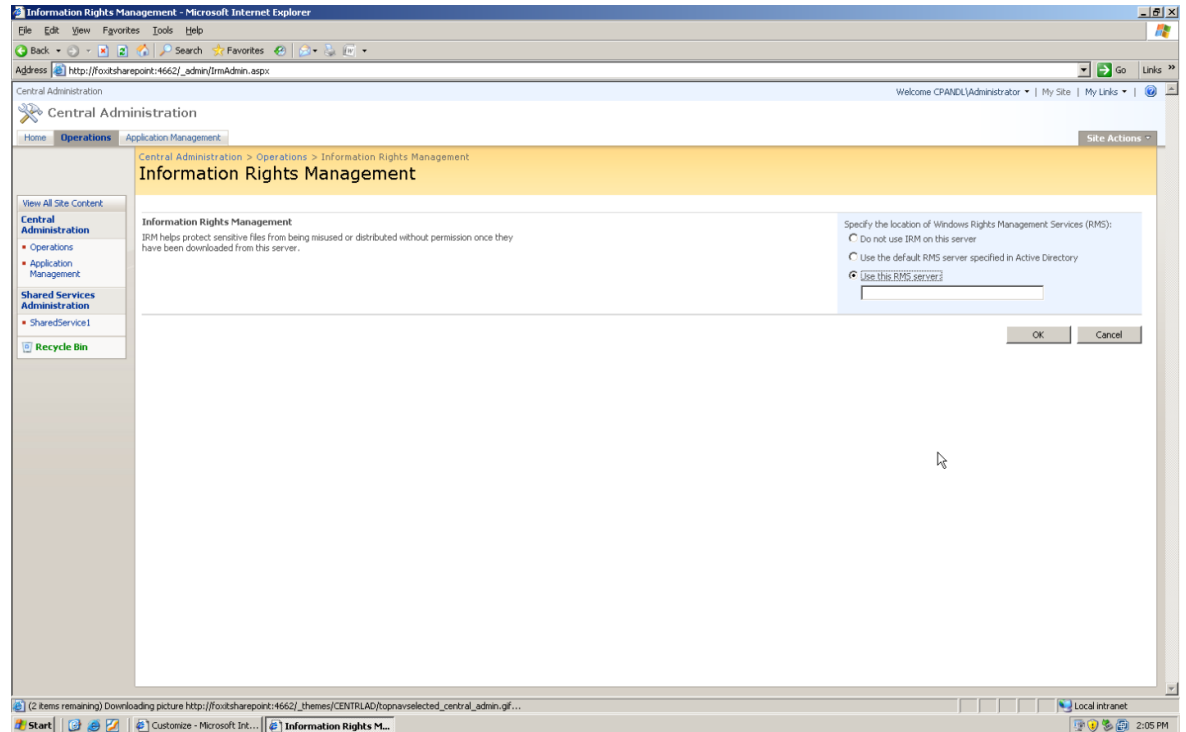 Information Rights Management - Microsoft Internet Explorer
File Edit View Favorites Tools Help
Back Search Favorites
Address http://foxitsharepoint:4662/_admin/IrmAdmin.aspx Go Links »
Central Administration Welcome CPANDL\Administrator | My Site | My Links |
Central Administration
Home Operations Application Management Site Actions
Central Administration > Operations > Information Rights Management
Information Rights Management
View All Site Content
Central
Administration
Operations
Application
Management
Shared Services
Administration
SharedService1
Recycle Bin
Information Rights Management
IRM helps protect sensitive files from being misused or distributed without permission once they
have been downloaded from this server.
Specify the location of Windows Rights Management Services (RMS):
Do not use IRM on this server
Use the default RMS server specified in Active Directory
Use this RMS server:
OK Cancel
(2 items remaining) Downloading picture http://foxitsharepoint:4662/_themes/CENTRLAD/topnavselected_central_admin.gif... Local intranet
Start Customize - Microsoft Int... Information Rights M... 2:05 PM